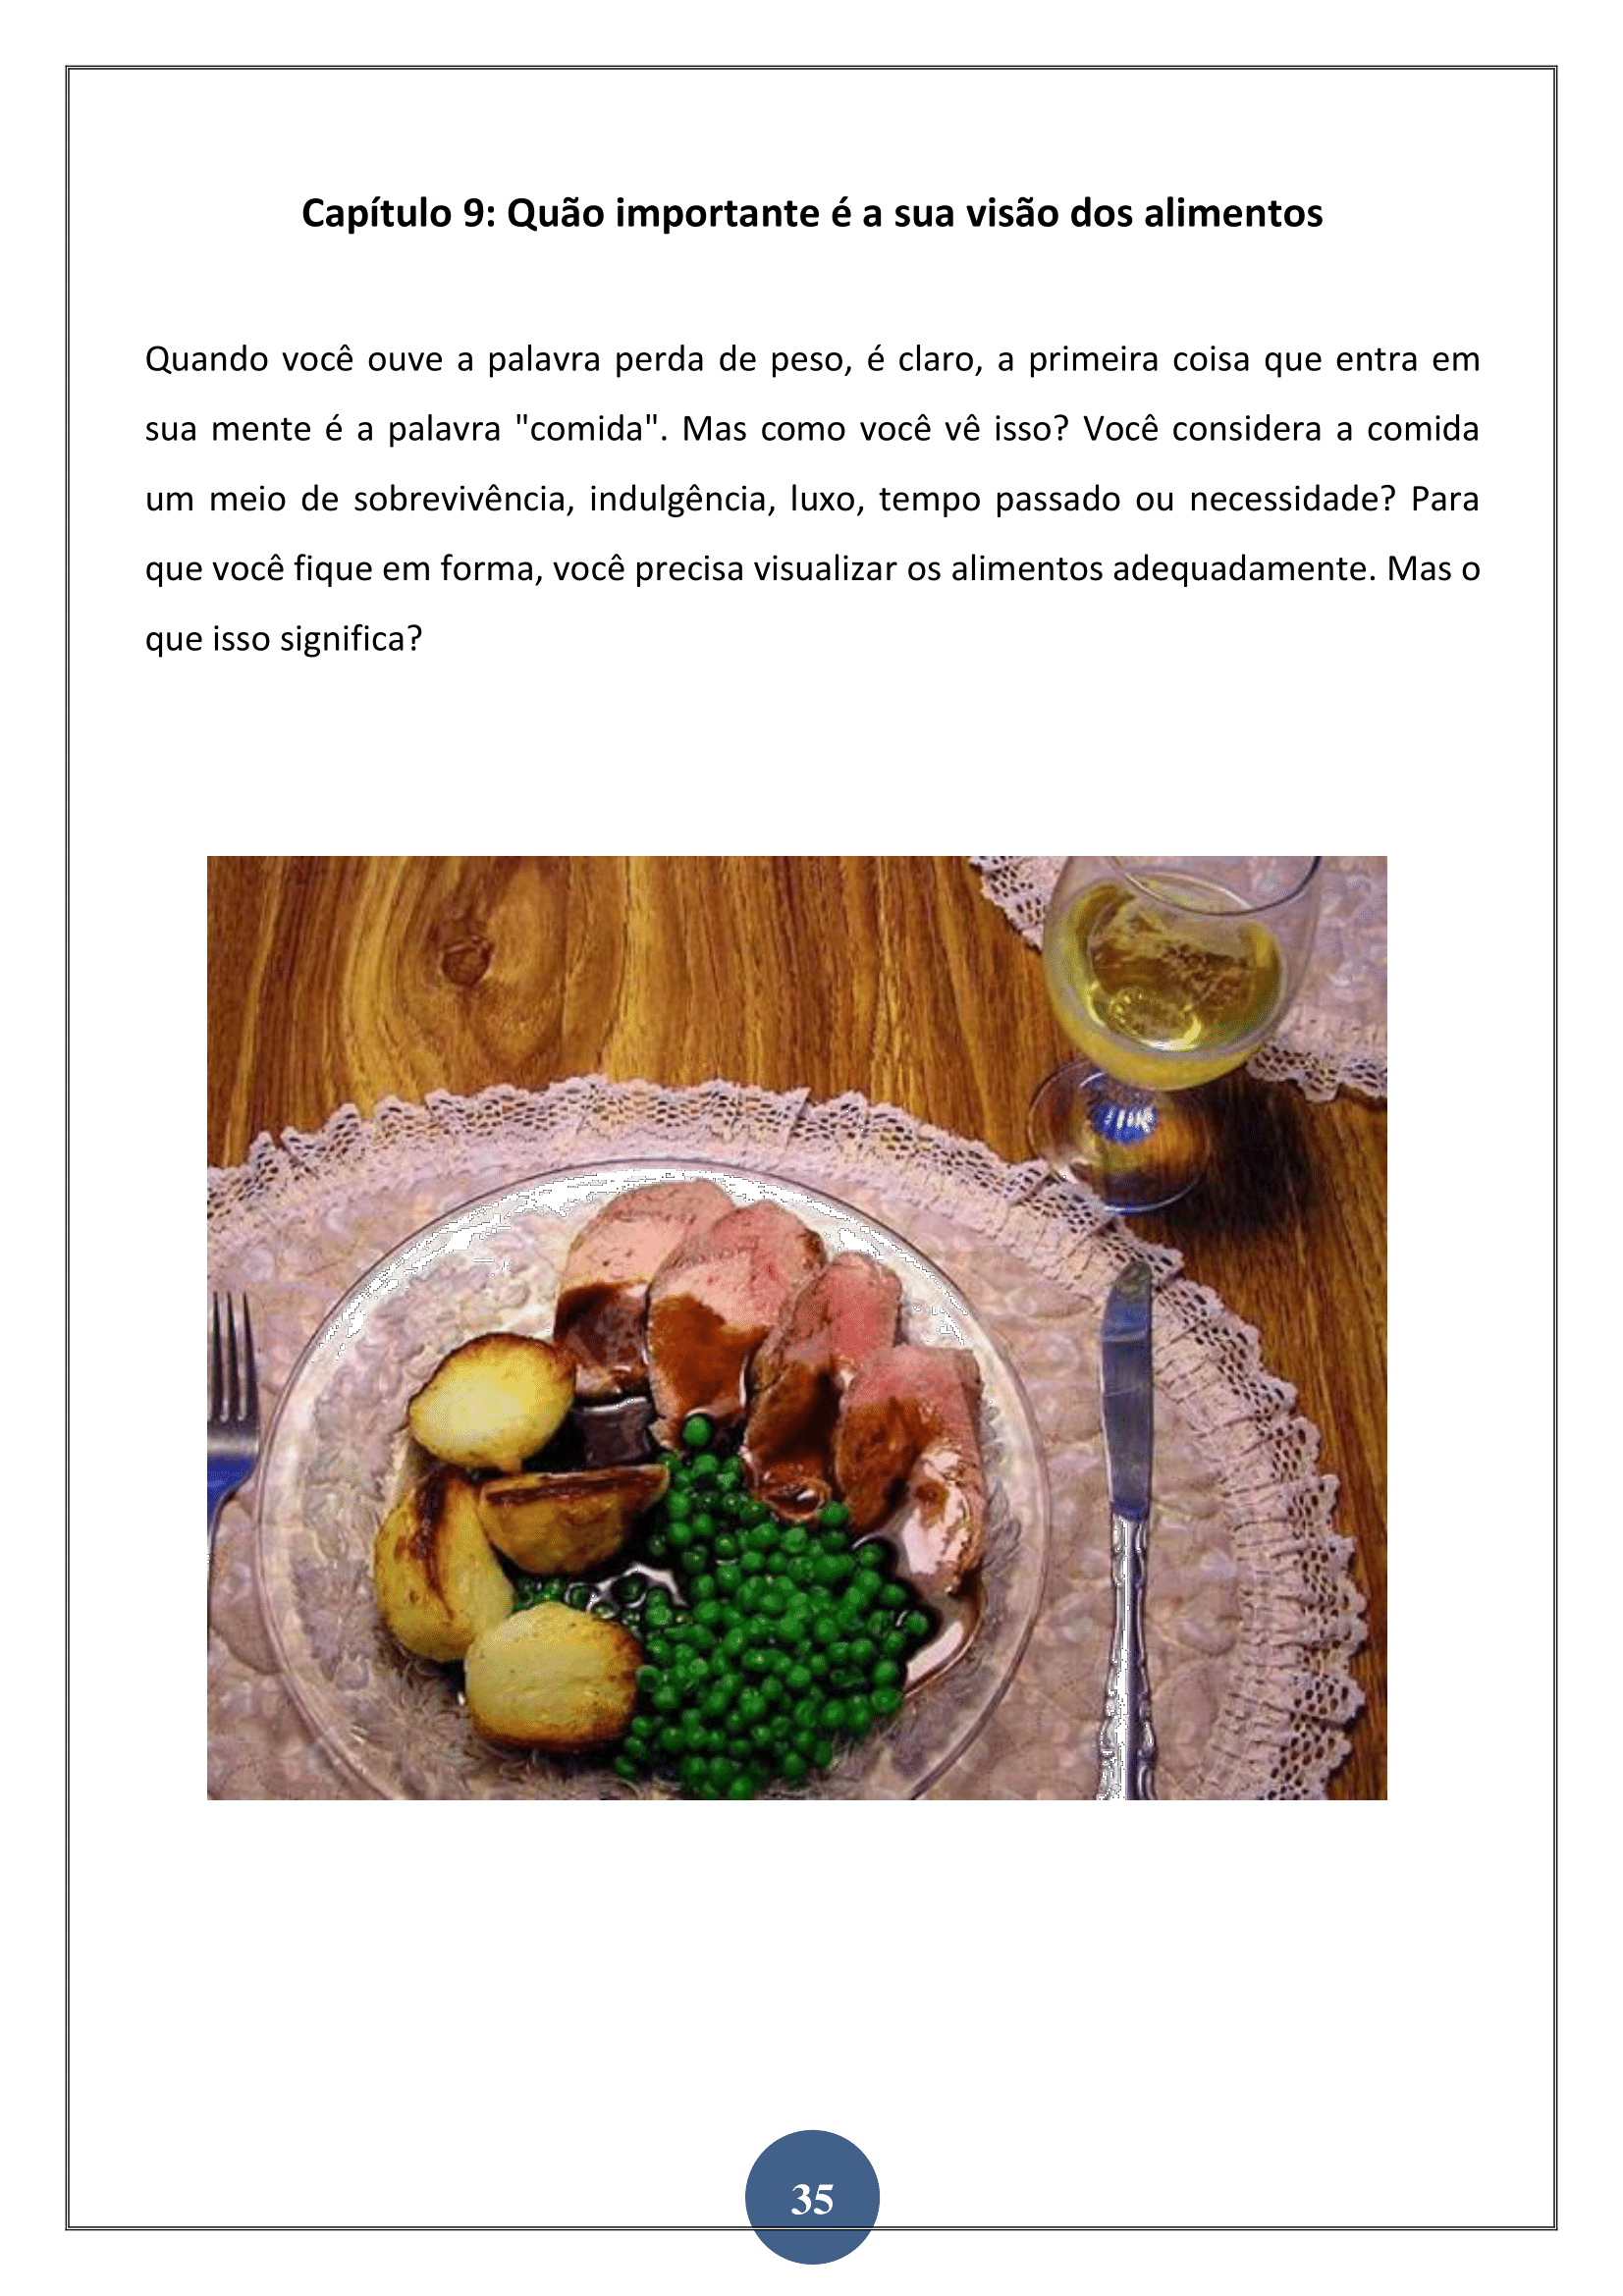 Capítulo 9: Quão importante é a sua visão dos alimentos
Quando você ouve a palavra perda de peso, é claro, a primeira coisa que entra em
sua mente é a palavra "comida". Mas como você vê isso? Você considera a comida
um meio de sobrevivência, indulgência, luxo, tempo passado ou necessidade? Para
que você fique em forma, você precisa visualizar os alimentos adequadamente. Mas o
que isso significa?
35